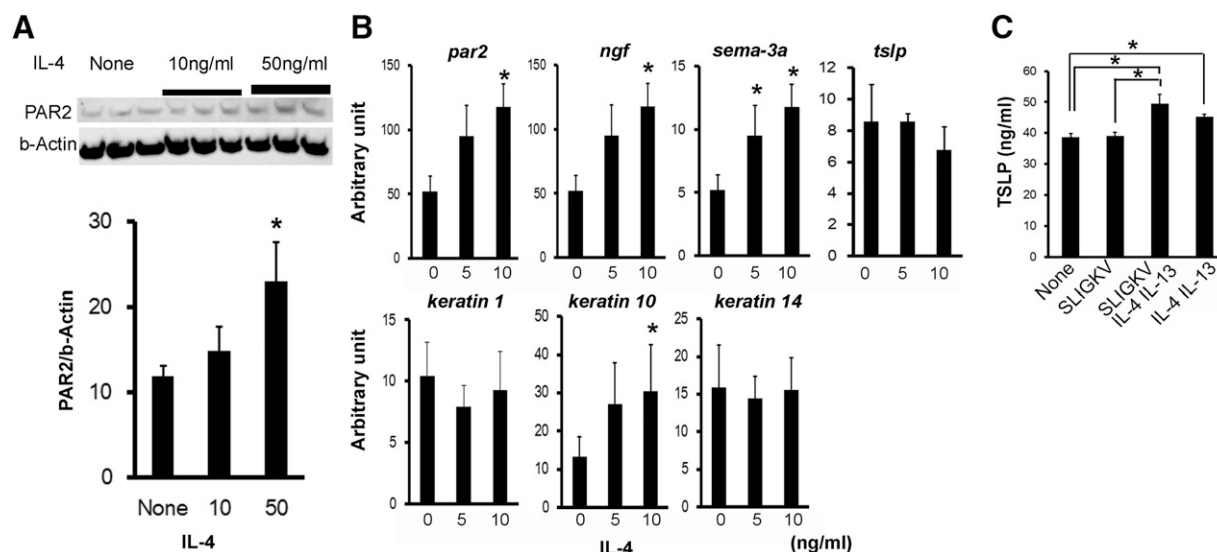 A
IL-4 None 10ng/ml 50ng/ml
PAR2
b-Actin
PAR2/b-Actin
30
20
10
0
*
None 10 50
IL-4
B
par2 ngf sema-3a tslp
Arbitrary unit
150
100
50
0
*
0 5 10
150
100
50
0
*
0 5 10
15
10
5
0
* *
0 5 10
12
10
8
6
4
2
0
0 5 10
keratin 1 keratin 10 keratin 14
Arbitrary unit
15
10
5
0
0 5 10
50
40
30
20
10
0
*
0 5 10
25
20
15
10
5
0
0 5 10
IL-4 (ng/ml)
C
*
*
*
TSLP (ng/ml)
60
50
40
30
20
10
0
None
SLIGKV
SLIGKV
IL-4 IL-13
IL-4 IL-13